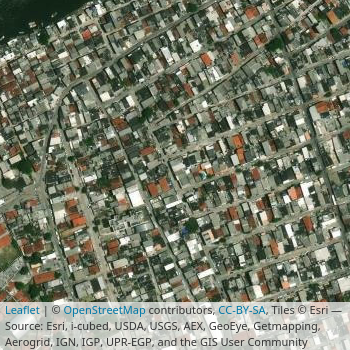 Leaflet | © OpenStreetMap contributors, CC-BY-SA, Tiles © Esri —
Source: Esri, i-cubed, USDA, USGS, AEX, GeoEye, Getmapping,
Aerogrid, IGN, IGP, UPR-EGP, and the GIS User Community